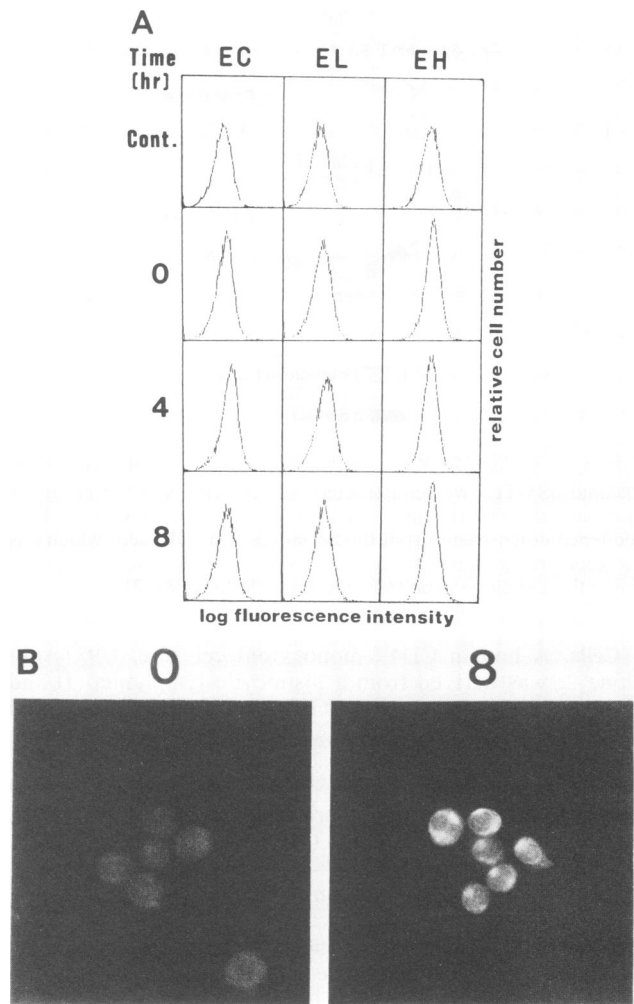 A
Time
(hr)
EC EL EH
Cont.
0
4
8
relative cell number
log fluorescence intensity
B
0 8